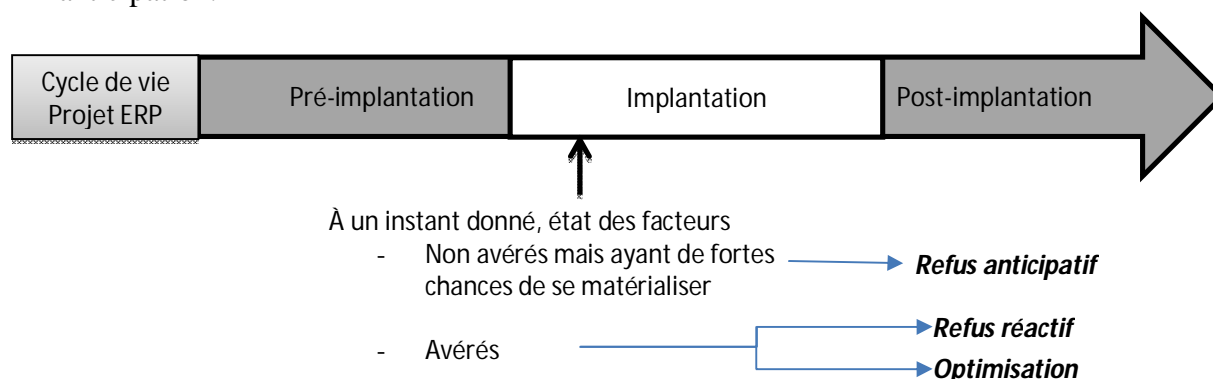 Cycle de vie
Projet ERP
Pré-implantation
Implantation
Post-implantation
À un instant donné, état des facteurs
- Non avérés mais ayant de fortes
chances de se matérialiser
Refus anticipatif
- Avérés
Refus réactif
Optimisation